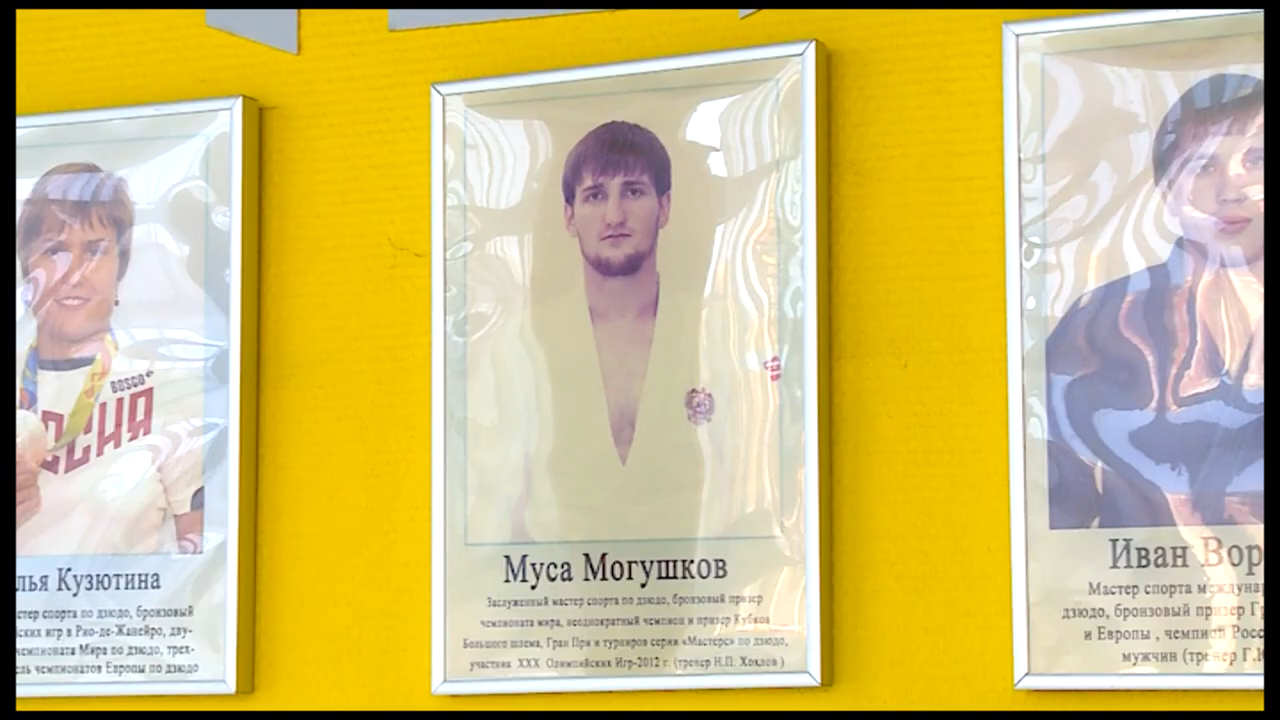 BOSCO
РОССИЯ
лья Кузютина
стер спорта по дзюдо, бронзовый
ских игр в Рио-де-Жанейро, дву-
чемпионата Мира по дзюдо, трех-
ль чемпионатов Европы по дзюдо
Муса Могушков
Заслуженный мастер спорта по дзюдо, бронзовый призер
чемпионата мира, неоднократный чемпион и призер Кубков
Большого шлема, Гран При и турниров серии «Мастерс» по дзюдо,
участник XXX Олимпийских Игр-2012 г. (тренер Н.П. Хохлов )
Иван Вор
Мастер спорта междунар
дзюдо, бронзовый призер Гр
и Европы , чемпион Росс
мужчин (тренер Г.К